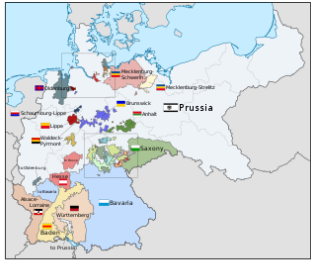 Mecklenburg-
Schwerin
Oldenburg
Mecklenburg-Strelitz
Schaumburg-Lippe
Brunswick
Prussia
Anhalt
Lippe
Waldeck-
Pyrmont
Saxony
Hesse
Alsace-
Lorraine
Bavaria
Württemberg
Baden
to Prussia